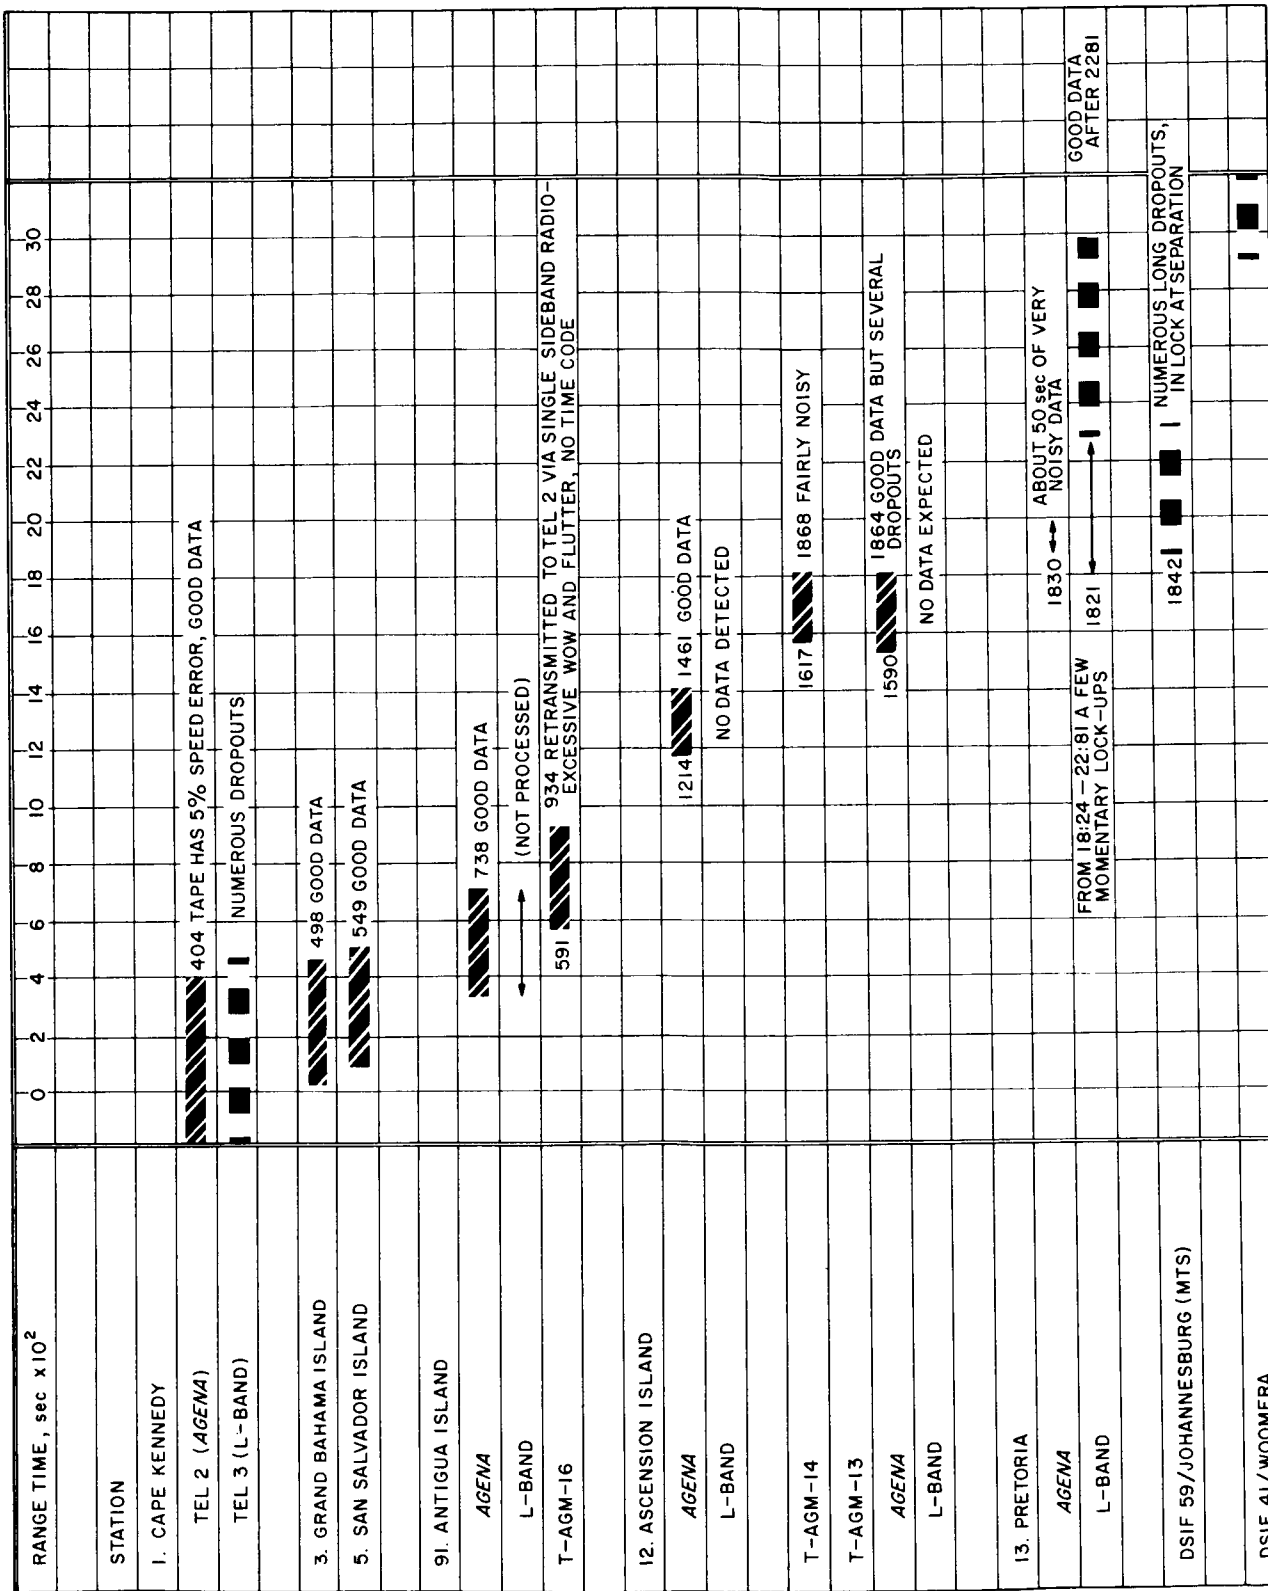 RANGE TIME, sec x10²
0 2 4 6 8 10 12 14 16 18 20 22 24 26 28 30
STATION
1. CAPE KENNEDY
TEL 2 (AGENA)
404 TAPE HAS 5% SPEED ERROR, GOOD DATA
TEL 3 (L-BAND)
NUMEROUS DROPOUTS
3. GRAND BAHAMA ISLAND
498 GOOD DATA
5. SAN SALVADOR ISLAND
549 GOOD DATA
91. ANTIGUA ISLAND
AGENA
738 GOOD DATA
L-BAND
(NOT PROCESSED)
T-AGM-16
591
934 RETRANSMITTED TO TEL 2 VIA SINGLE SIDEBAND RADIO-
EXCESSIVE WOW AND FLUTTER, NO TIME CODE
12. ASCENSION ISLAND
AGENA
1214
1461 GOOD DATA
L-BAND
NO DATA DETECTED
T-AGM-14
1617
1868 FAIRLY NOISY
T-AGM-13
AGENA
1590
1864 GOOD DATA BUT SEVERAL
DROPOUTS
L-BAND
NO DATA EXPECTED
13. PRETORIA
AGENA
1830
ABOUT 50 sec OF VERY
NOISY DATA
L-BAND
FROM 18:24 – 22:81 A FEW
MOMENTARY LOCK-UPS
1821
GOOD DATA
AFTER 2281
DSIF 59/JOHANNESBURG (MTS)
1842
NUMEROUS LONG DROPOUTS,
IN LOCK AT SEPARATION
DSIF 41/WOOMERA